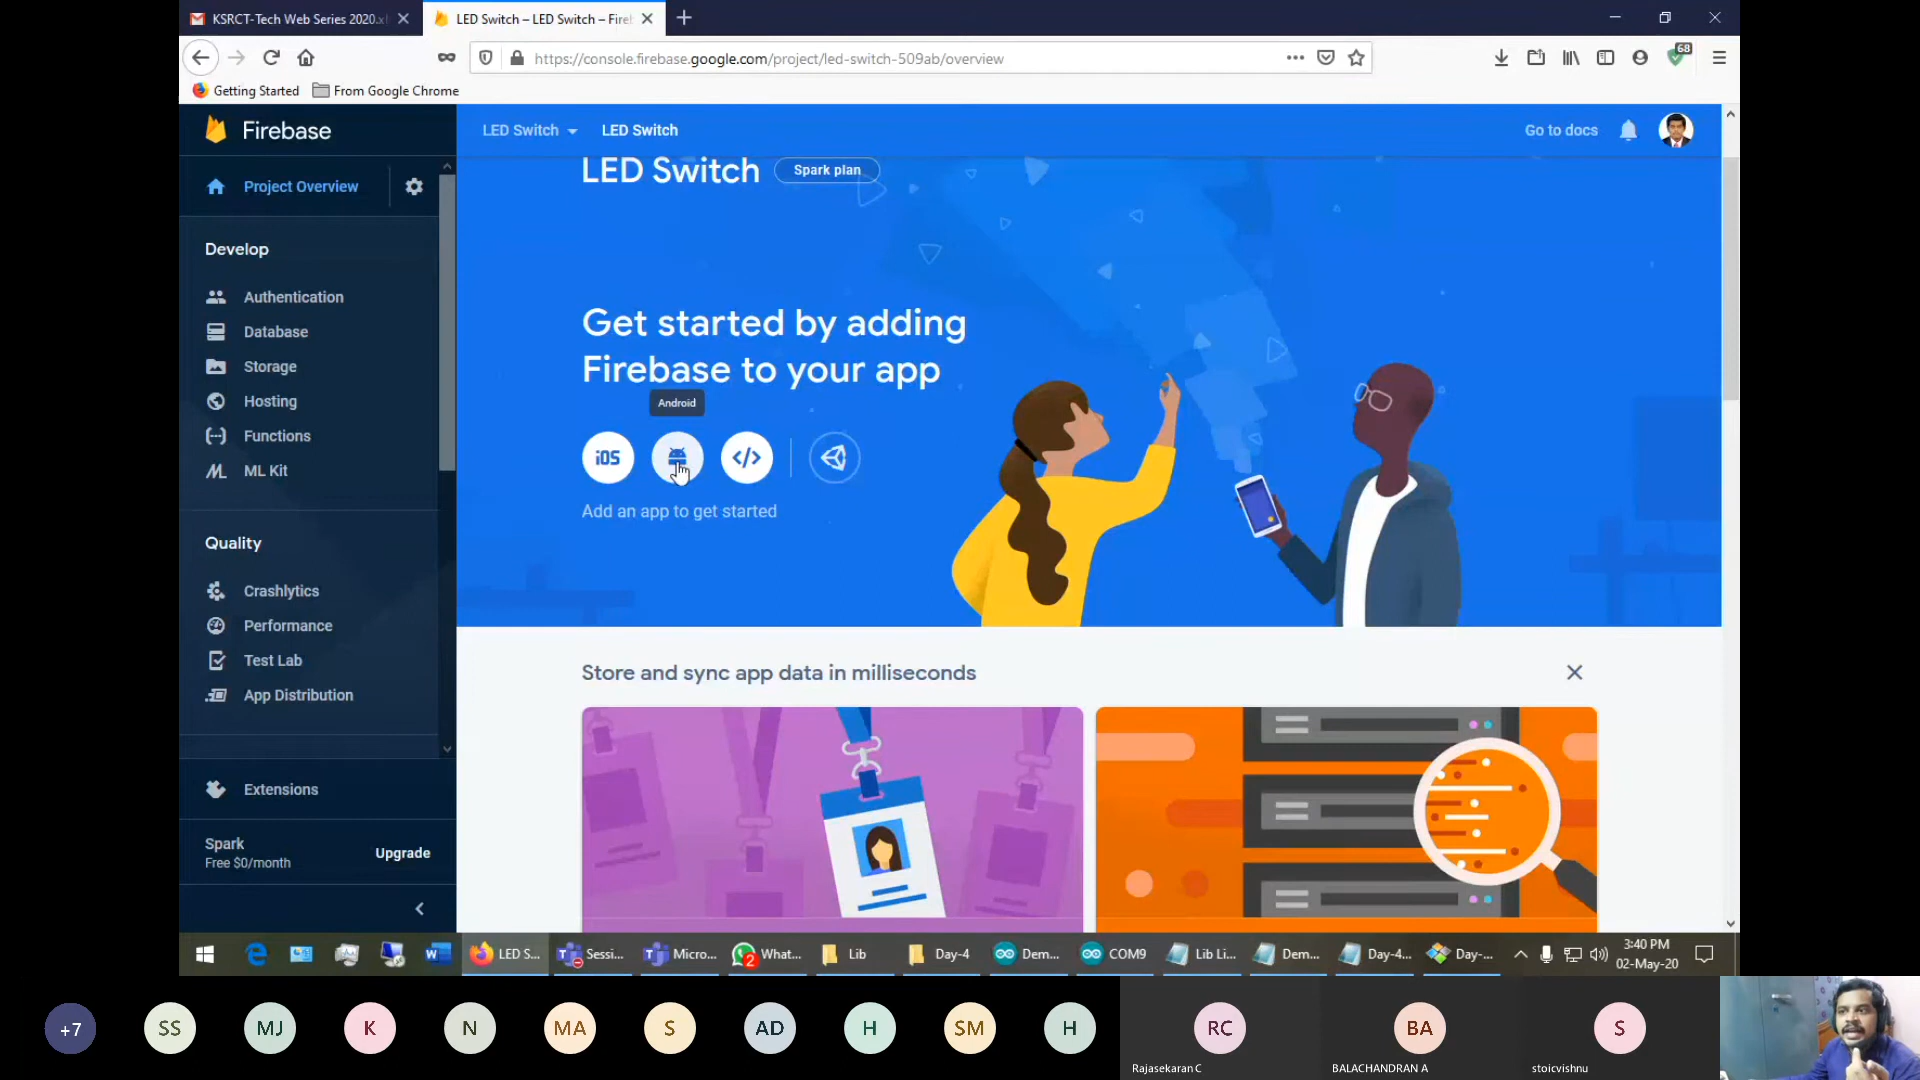 KSRCT-Tech Web Series 2020.x
LED Switch – LED Switch – Fire
https://console.firebase.google.com/project/led-switch-509ab/overview
68
Getting Started
From Google Chrome
Firebase
LED Switch
LED Switch
Go to docs
Project Overview
LED Switch
Spark plan
Develop
Authentication
Database
Storage
Hosting
Functions
ML Kit
Get started by adding
Firebase to your app
Android
iOS
</>
Add an app to get started
Quality
Crashlytics
Performance
Test Lab
App Distribution
Store and sync app data in milliseconds
Extensions
Spark
Free $0/month
Upgrade
LED S...
Sessi...
Micro...
2
What...
Lib
Day-4
Dem...
COM9
Lib Li...
Dem...
Day-4...
Day-...
3:40 PM
02-May-20
+7
SS
MJ
K
N
MA
S
AD
H
SM
H
RC
BA
S
Rajasekaran C
BALACHANDRAN A
stoicvishnu